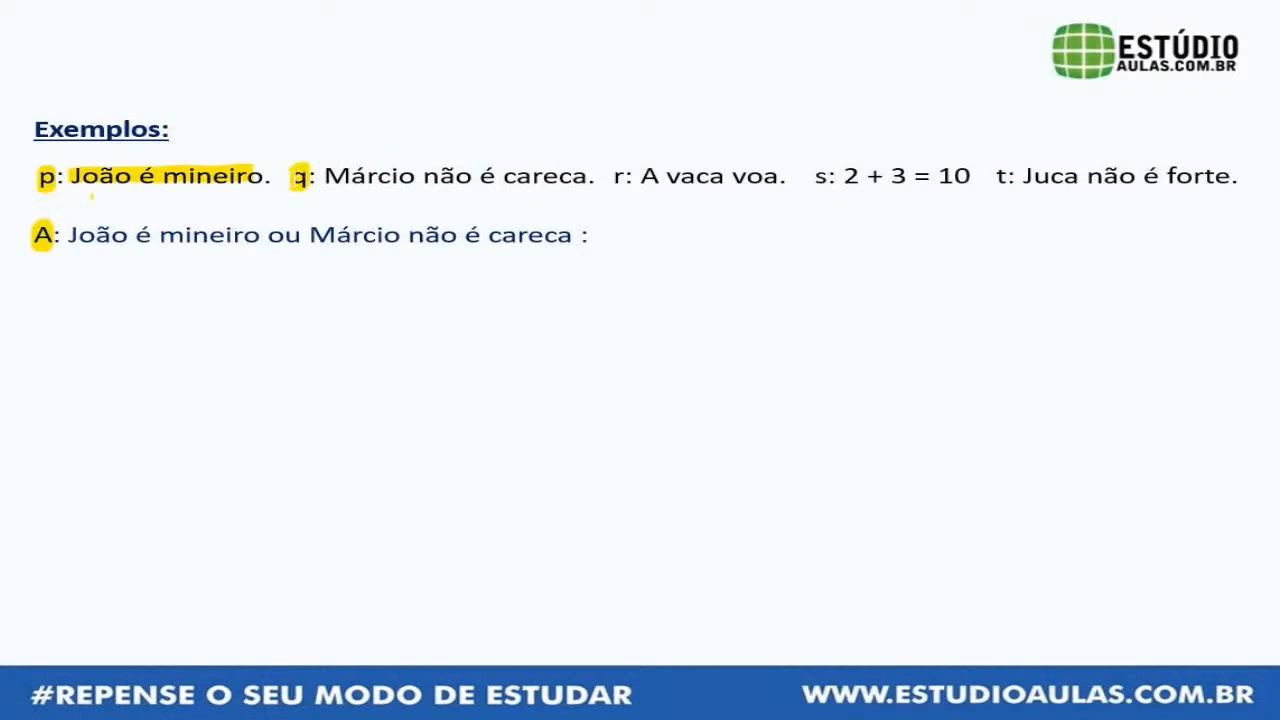 ESTÚDIO
AULAS.COM.BR
Exemplos:
p: João é mineiro. q: Márcio não é careca. r: A vaca voa. s: 2 + 3 = 10 t: Juca não é forte.
A: João é mineiro ou Márcio não é careca :
#REPENSE O SEU MODO DE ESTUDAR WWW.ESTUDIOAULAS.COM.BR